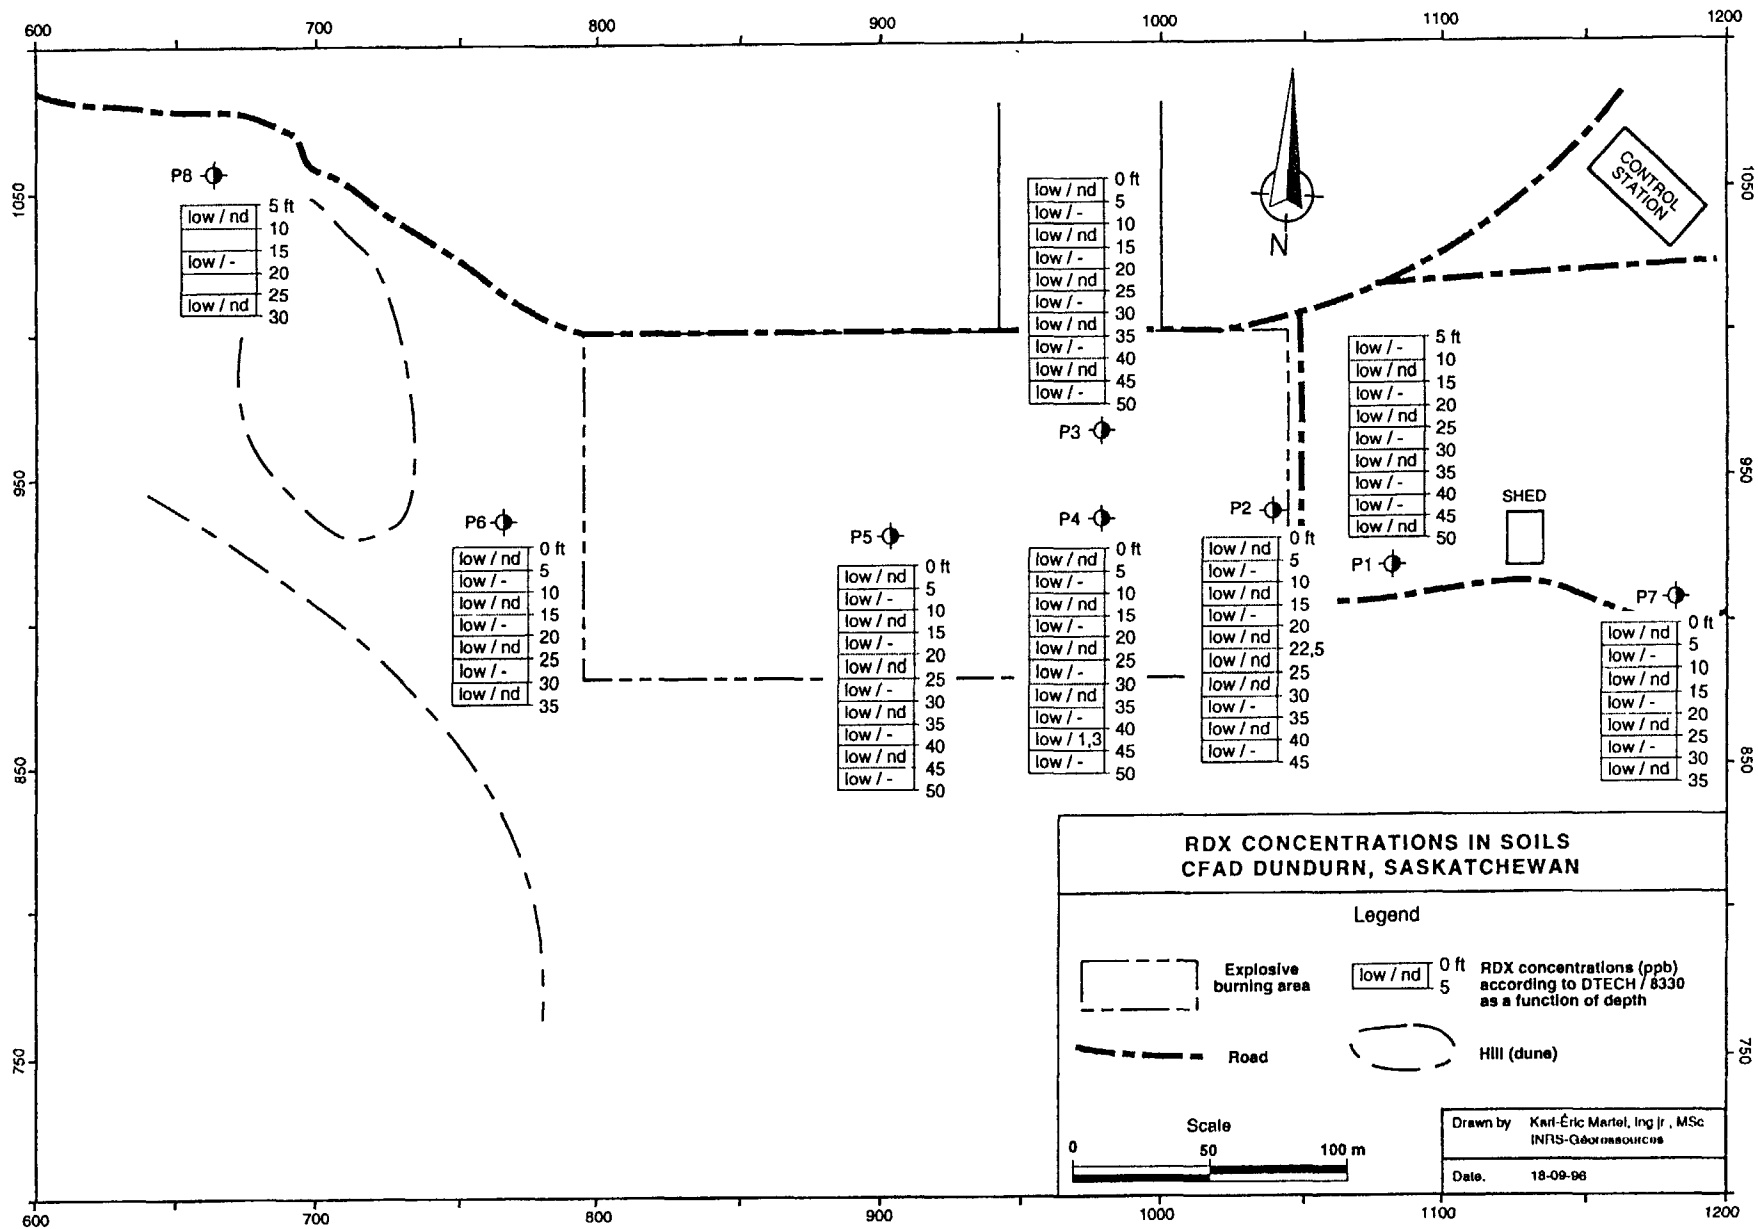 600 700 800 900 1000 1100 1200
1050
950
850
750
1050
950
850
750
P8
low / nd
low / -
low / nd
5 ft
10
15
20
25
30
low / nd
low / -
low / nd
low / -
low / nd
low / -
low / nd
low / -
low / nd
low / -
0 ft
5
10
15
20
25
30
35
40
45
50
P3
N
CONTROL
STATION
low / -
low / nd
low / -
low / nd
low / -
low / nd
low / -
low / -
low / nd
5 ft
10
15
20
25
30
35
40
45
50
P1
SHED
P6
low / nd
low / -
low / nd
low / -
low / nd
low / -
low / nd
0 ft
5
10
15
20
25
30
35
P5
low / nd
low / -
low / nd
low / -
low / nd
low / -
low / nd
low / -
low / nd
low / -
0 ft
5
10
15
20
25
30
35
40
45
50
P4
low / nd
low / -
low / nd
low / -
low / nd
low / -
low / nd
low / -
low / 1,3
low / -
0 ft
5
10
15
20
25
30
35
40
45
50
P2
low / nd
low / -
low / nd
low / -
low / nd
low / nd
low / nd
low / -
low / nd
low / -
0 ft
5
10
15
20
22,5
25
30
35
40
45
P7
low / nd
low / -
low / nd
low / -
low / nd
low / -
low / nd
0 ft
5
10
15
20
25
30
35
RDX CONCENTRATIONS IN SOILS
CFAD DUNDURN, SASKATCHEWAN
Legend
Explosive
burning area
low / nd
0 ft
5
RDX concentrations (ppb)
according to DTECH / 8330
as a function of depth
Road
Hill (dune)
Scale
0 50 100 m
Drawn by Karl-Éric Martel, Ing jr , MSc
INRS-Géoressources
Date. 18-09-96
600 700 800 900 1000 1100 1200